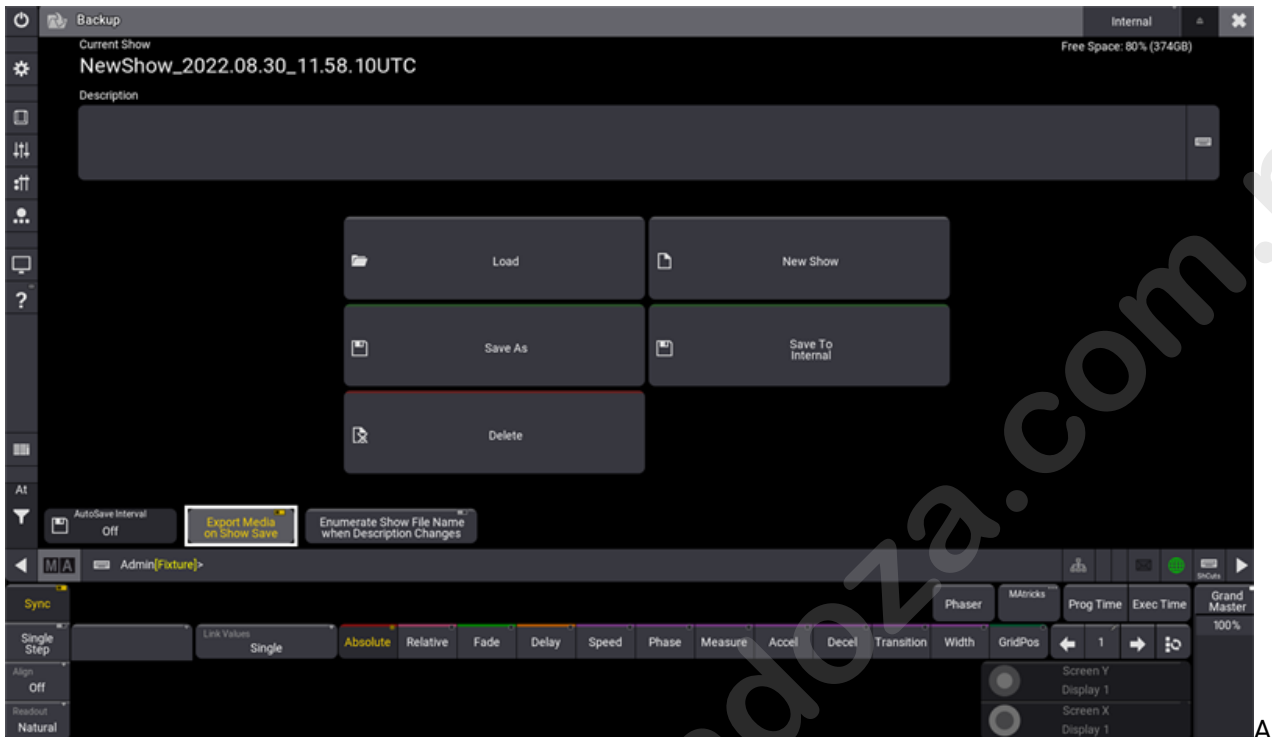 Backup
Internal
Current Show
Free Space: 80% (374GB)
NewShow_2022.08.30_11.58.10UTC
Description
Load
New Show
Save As
Save To
Internal
Delete
At
AutoSave Interval
Off
Export Media
on Show Save
Enumerate Show File Name
when Description Changes
MA
Admin[Fixture]>
ShCuts
Sync
Phaser
MAtricks
Prog Time
Exec Time
Grand
Master
100%
Single
Step
Link Values
Single
Absolute
Relative
Fade
Delay
Speed
Phase
Measure
Accel
Decel
Transition
Width
GridPos
1
Align
Off
Screen Y
Display 1
Readout
Natural
Screen X
Display 1
A
doza.com